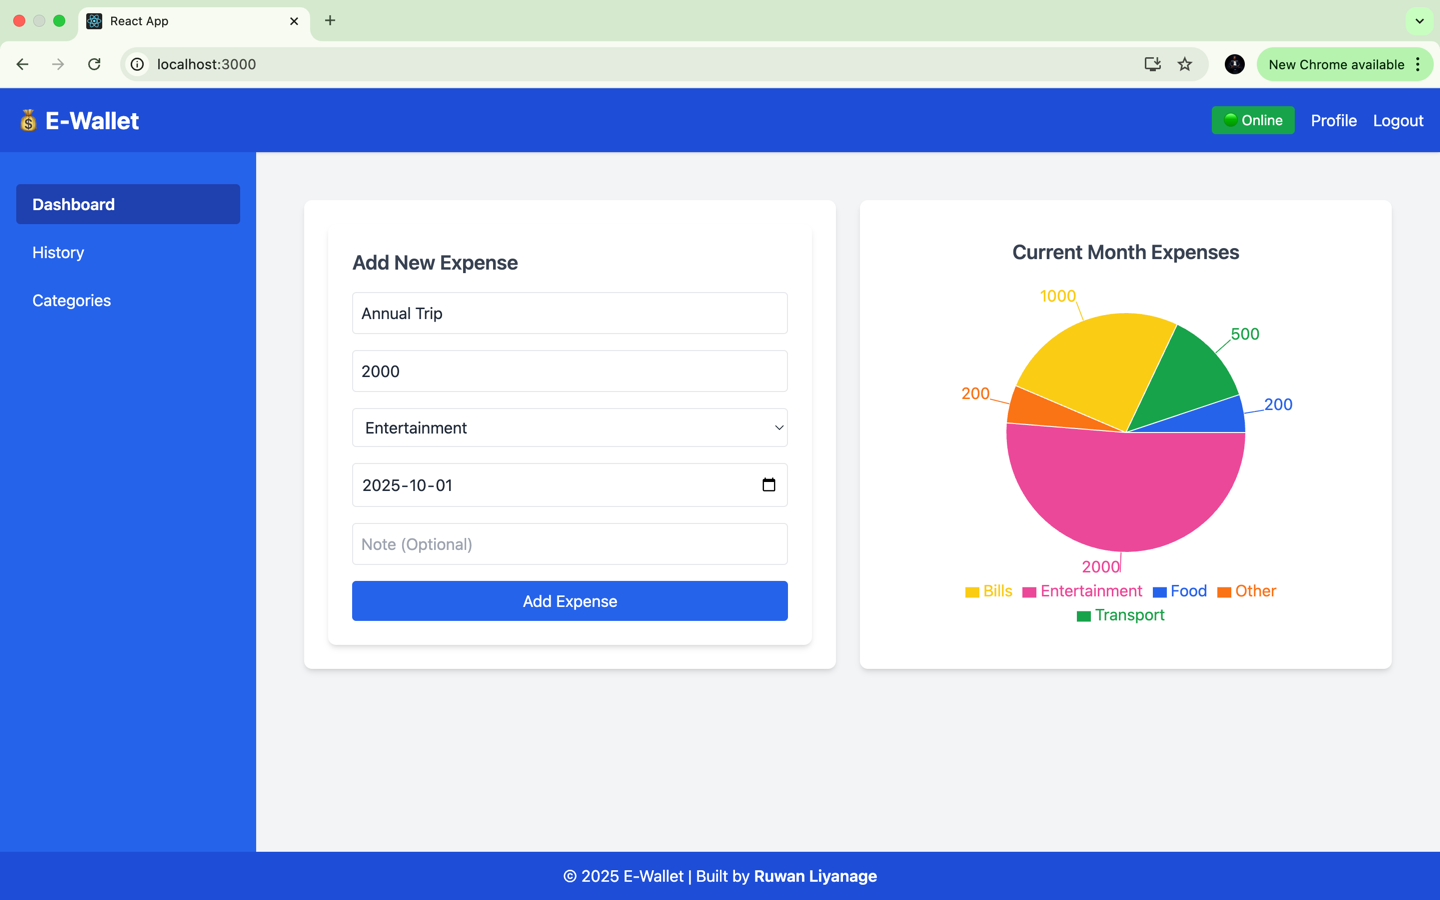 React App
localhost:3000
New Chrome available
E-Wallet
Online
Profile
Logout
Dashboard
History
Categories
Add New Expense
Annual Trip
2000
Entertainment
2025-10-01
Note (Optional)
Add Expense
Current Month Expenses
1000
500
200
200
2000
Bills Entertainment Food Other
Transport
© 2025 E-Wallet | Built by Ruwan Liyanage